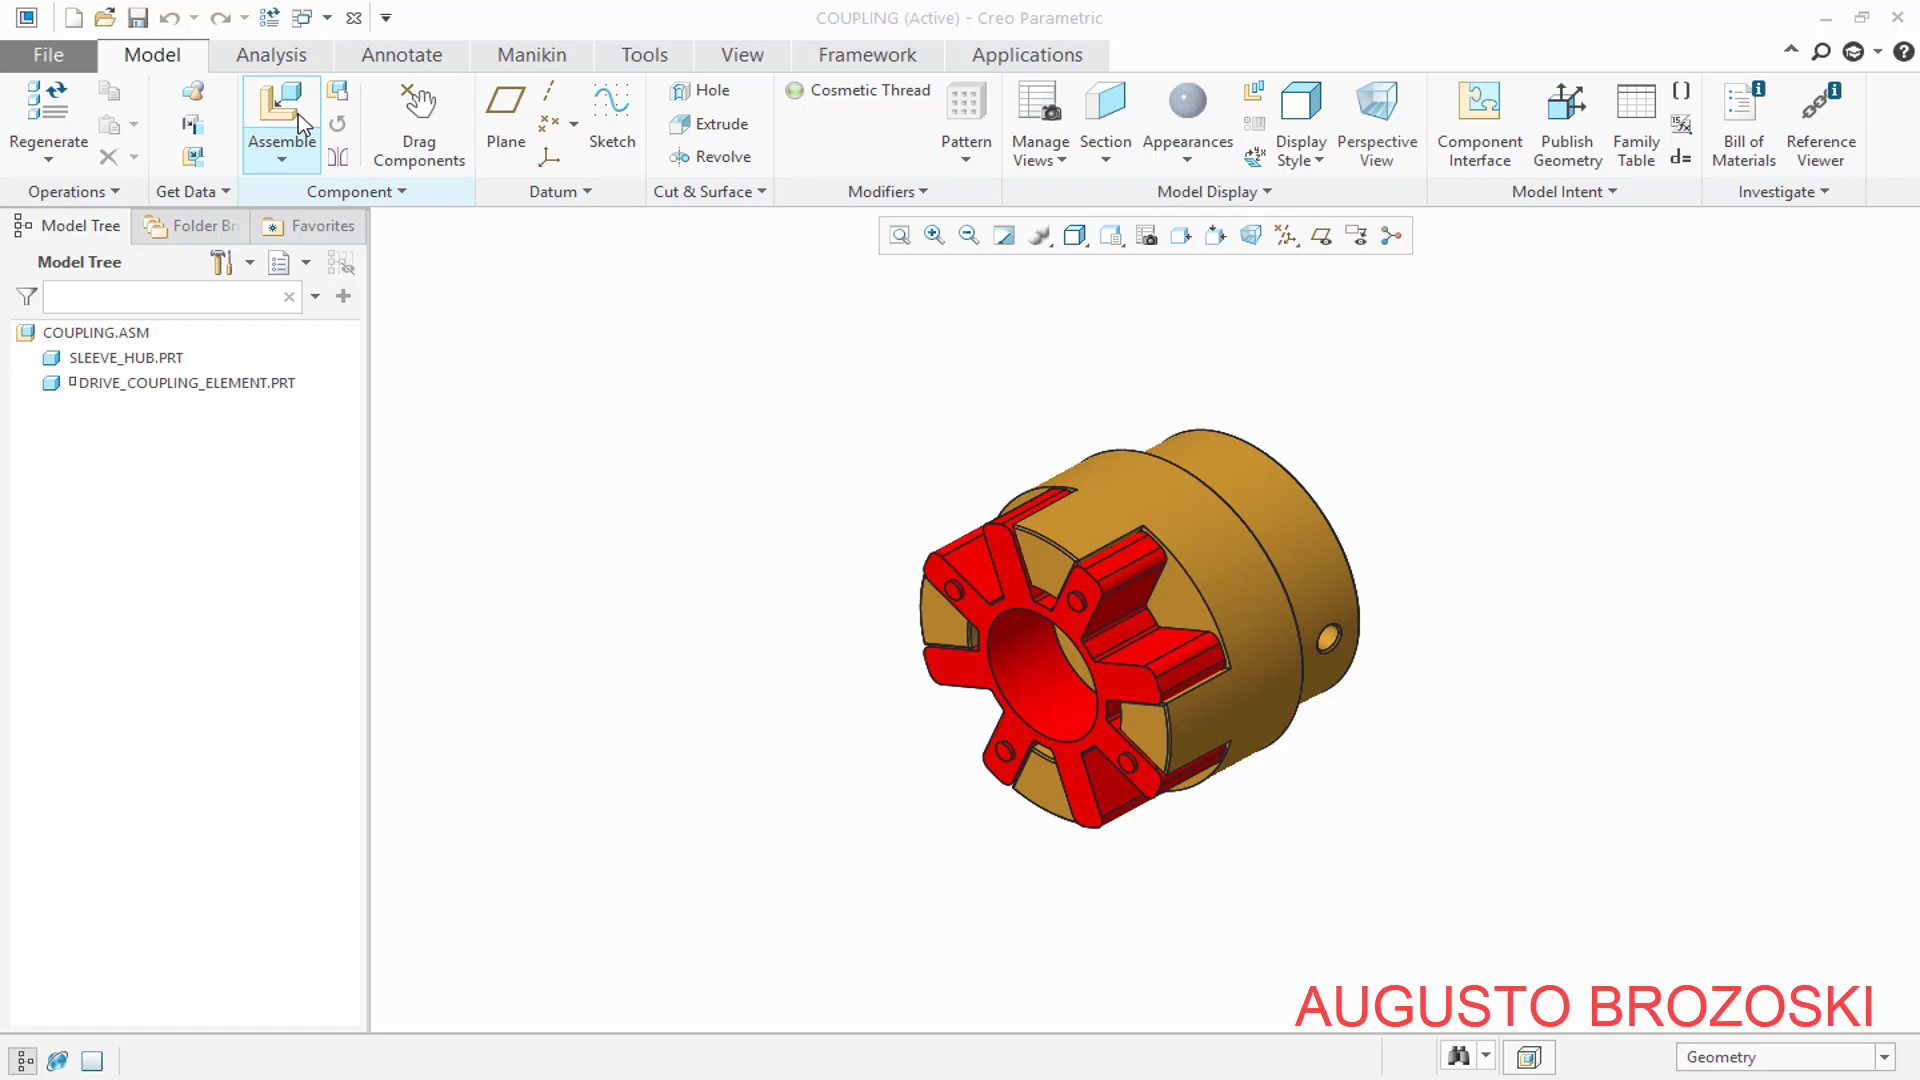 COUPLING (Active) - Creo Parametric
File Model Analysis Annotate Manikin Tools View Framework Applications
Regenerate
Assemble
Drag
Components
Plane
Sketch
Hole
Extrude
Revolve
Cosmetic Thread
Pattern
Manage
Views
Section
Appearances
Display
Style
Perspective
View
Component
Interface
Publish
Geometry
Family
Table
d=
Bill of
Materials
Reference
Viewer
Operations Get Data Component Datum Cut & Surface Modifiers Model Display Model Intent Investigate
Model Tree Folder Br Favorites
Model Tree
COUPLING.ASM
SLEEVE_HUB.PRT
DRIVE_COUPLING_ELEMENT.PRT
AUGUSTO BROZOSKI
Geometry